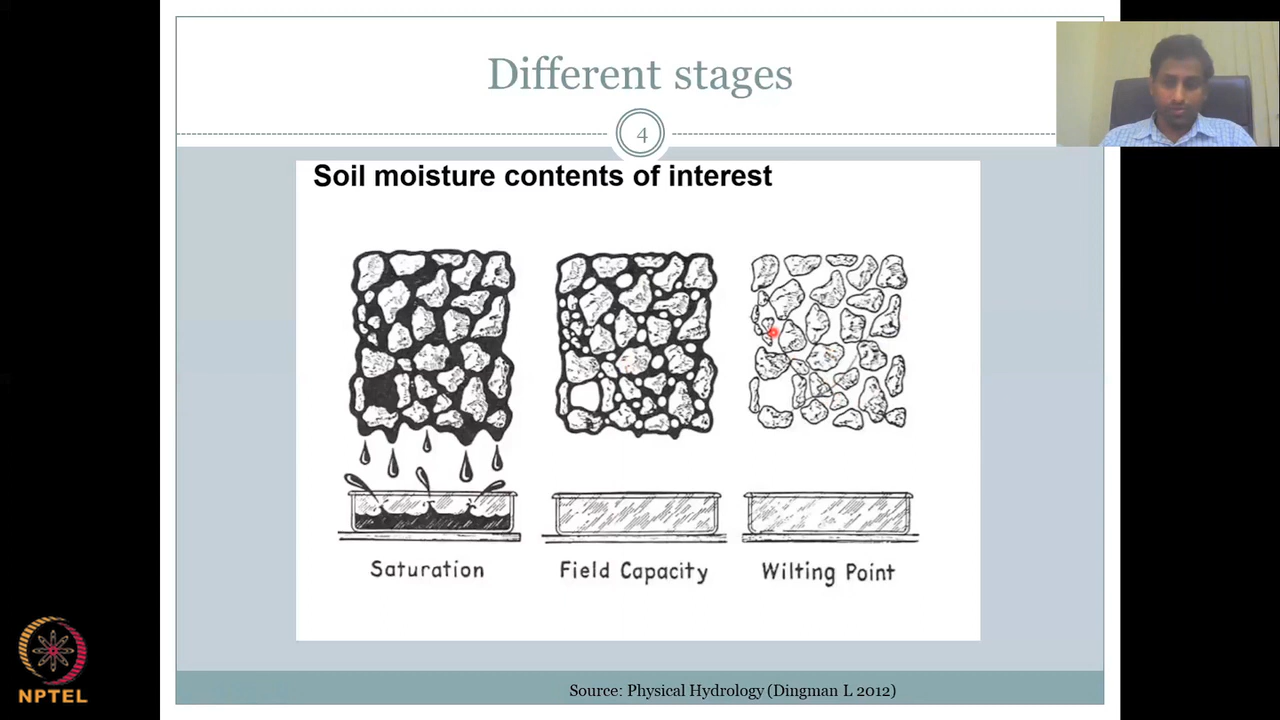 Different stages
4
Soil moisture contents of interest
Saturation
Field Capacity
Wilting Point
NPTEL
Source: Physical Hydrology (Dingman L 2012)